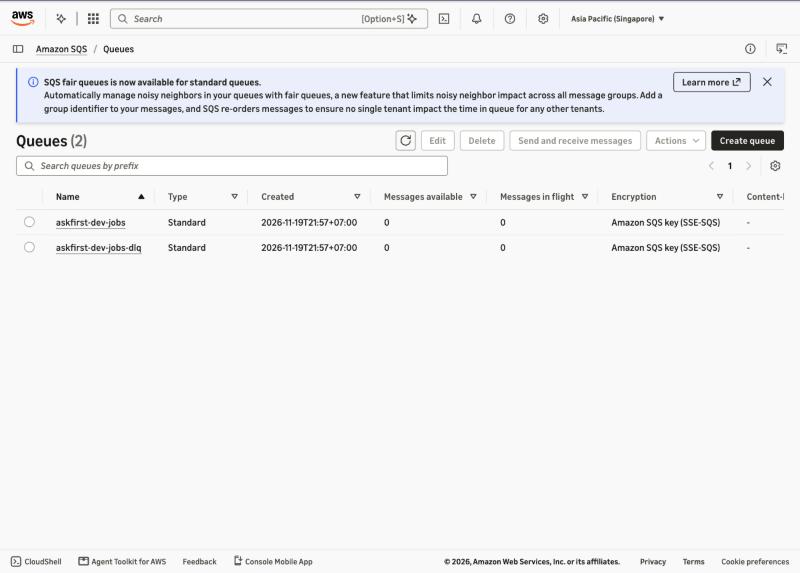 aws
Search [Option+S]
Asia Pacific (Singapore) ▼
Amazon SQS / Queues
SQS fair queues is now available for standard queues.
Automatically manage noisy neighbors in your queues with fair queues, a new feature that limits noisy neighbor impact across all message groups. Add a
group identifier to your messages, and SQS re-orders messages to ensure no single tenant impact the time in queue for any other tenants.
Learn more
Queues (2)
Edit
Delete
Send and receive messages
Actions
Create queue
Search queues by prefix
1
Name Type Created Messages available Messages in flight Encryption Content-
askfirst-dev-jobs Standard 2026-11-19T21:57+07:00 0 0 Amazon SQS key (SSE-SQS) -
askfirst-dev-jobs-dlq Standard 2026-11-19T21:57+07:00 0 0 Amazon SQS key (SSE-SQS) -
CloudShell Agent Toolkit for AWS Feedback Console Mobile App © 2026, Amazon Web Services, Inc. or its affiliates. Privacy Terms Cookie preferences